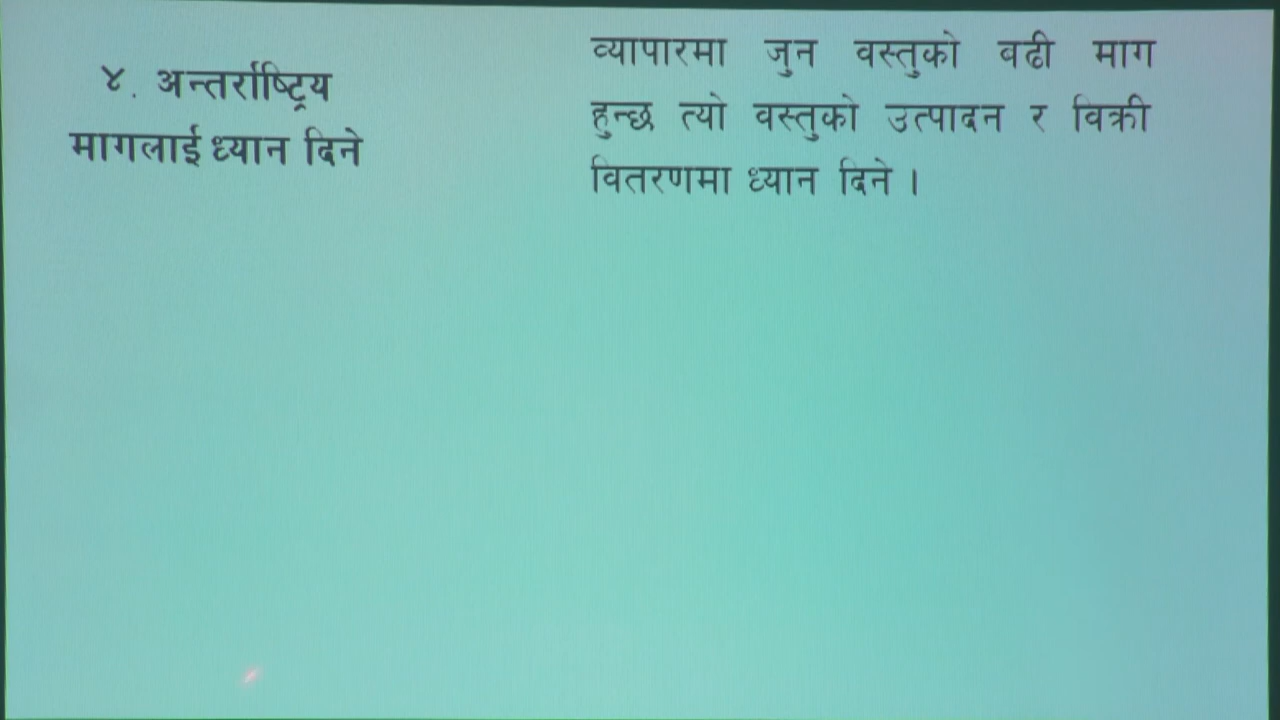 ४. अन्तर्राष्ट्रिय
मागलाई ध्यान दिने
व्यापारमा जुन वस्तुको बढी माग
हुन्छ त्यो वस्तुको उत्पादन र विक्री
वितरणमा ध्यान दिने ।